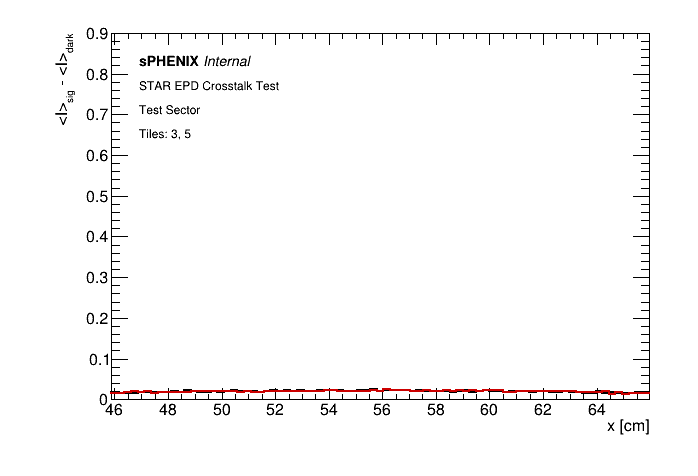 <I>sig - <I>dark
0.9
0.8
0.7
0.6
0.5
0.4
0.3
0.2
0.1
0
sPHENIX Internal
STAR EPD Crosstalk Test
Test Sector
Tiles: 3, 5
46 48 50 52 54 56 58 60 62 64
x [cm]